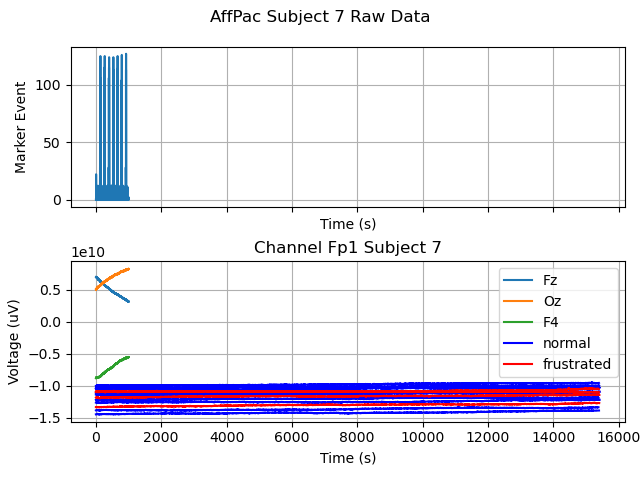 AffPac Subject 7 Raw Data
100
50
0
Marker Event
Time (s)
Channel Fp1 Subject 7
1e10
0.5
0.0
−0.5
−1.0
−1.5
Voltage (uV)
Fz
Oz
F4
normal
frustrated
0 2000 4000 6000 8000 10000 12000 14000 16000
Time (s)